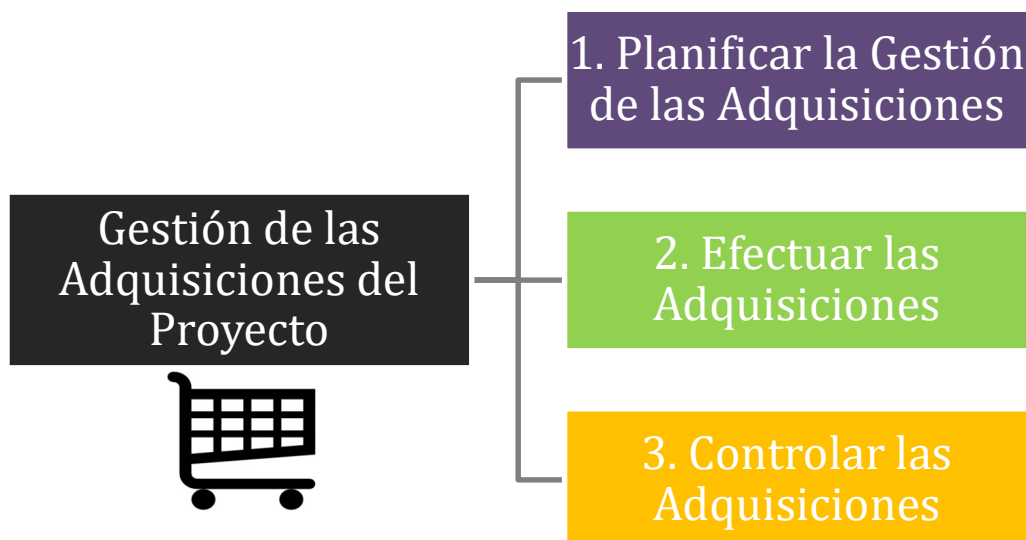 1. Planificar la Gestión
de las Adquisiciones
Gestión de las
Adquisiciones del
Proyecto
2. Efectuar las
Adquisiciones
3. Controlar las
Adquisiciones